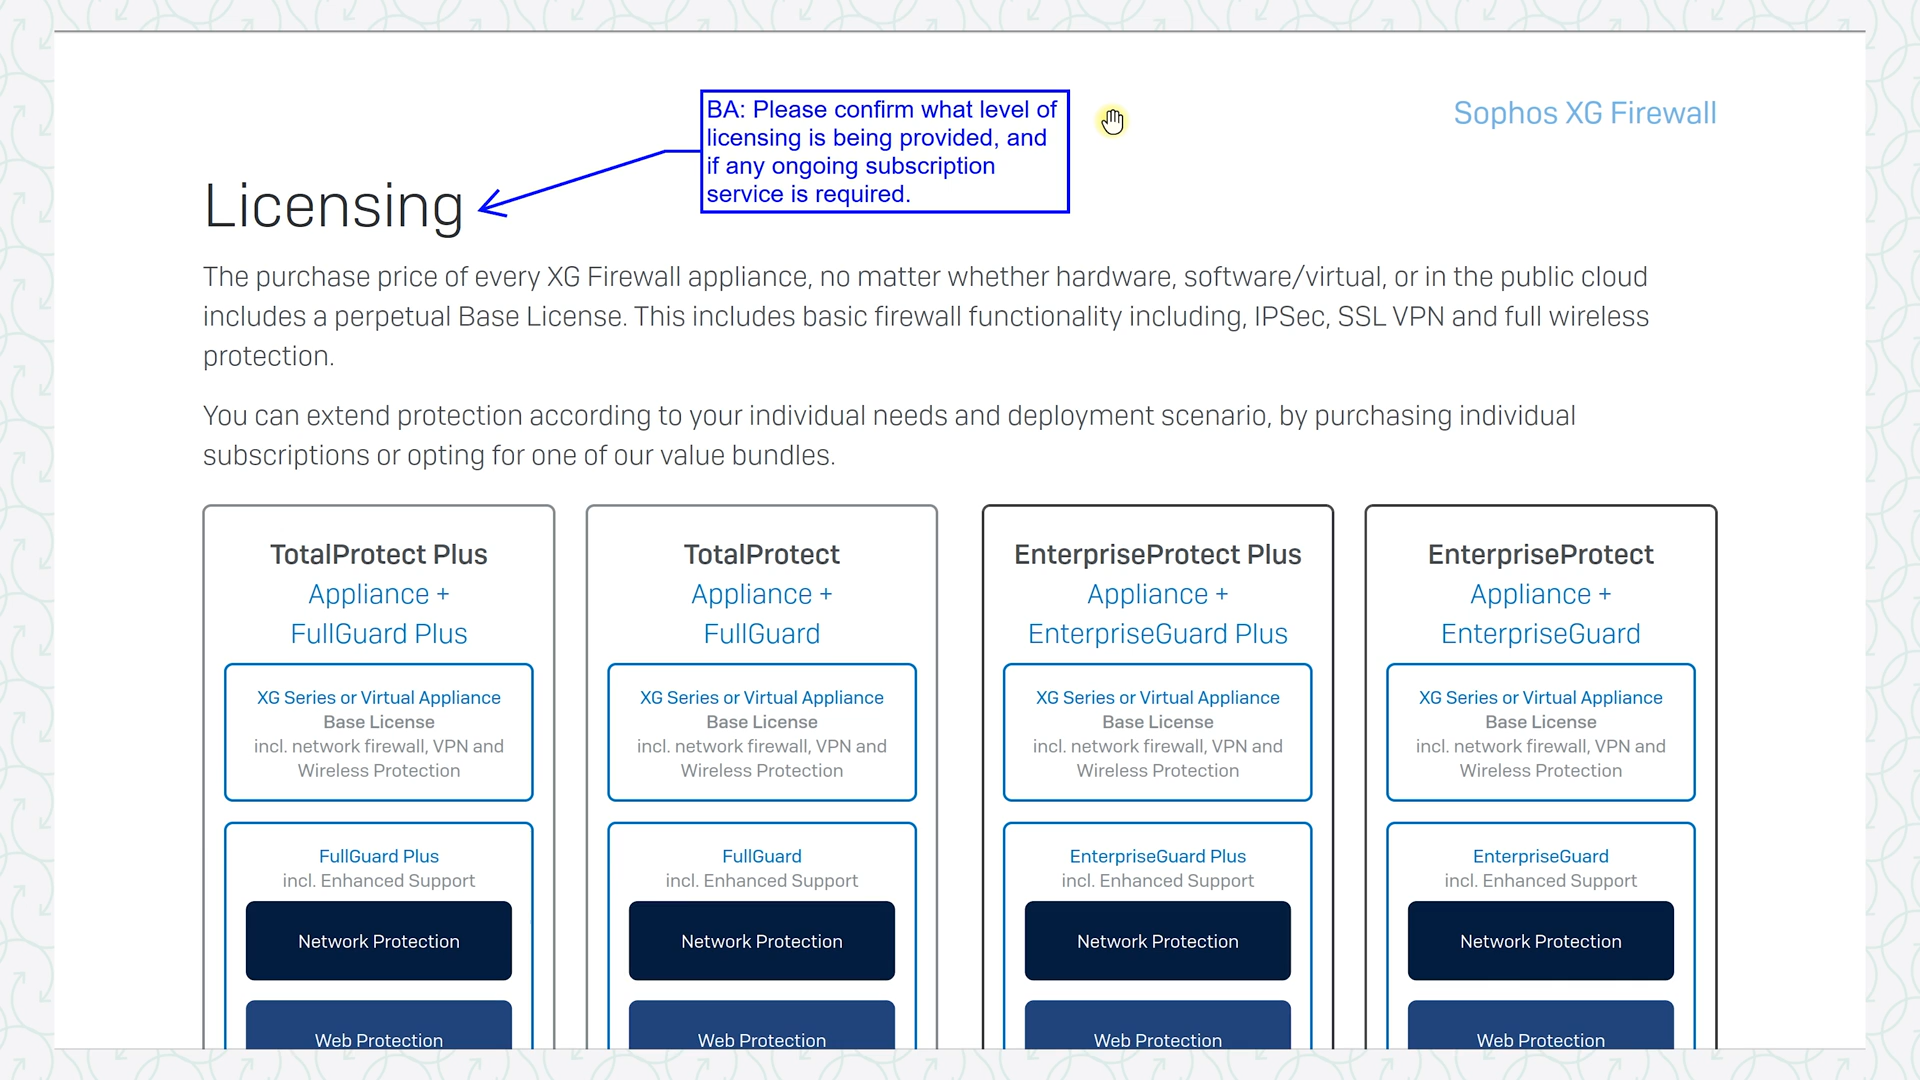 BA: Please confirm what level of
licensing is being provided, and
if any ongoing subscription
service is required.
Sophos XG Firewall
Licensing
The purchase price of every XG Firewall appliance, no matter whether hardware, software/virtual, or in the public cloud
includes a perpetual Base License. This includes basic firewall functionality including, IPSec, SSL VPN and full wireless
protection.
You can extend protection according to your individual needs and deployment scenario, by purchasing individual
subscriptions or opting for one of our value bundles.
TotalProtect Plus
Appliance +
FullGuard Plus
XG Series or Virtual Appliance
Base License
incl. network firewall, VPN and
Wireless Protection
FullGuard Plus
incl. Enhanced Support
Network Protection
Web Protection
TotalProtect
Appliance +
FullGuard
XG Series or Virtual Appliance
Base License
incl. network firewall, VPN and
Wireless Protection
FullGuard
incl. Enhanced Support
Network Protection
Web Protection
EnterpriseProtect Plus
Appliance +
EnterpriseGuard Plus
XG Series or Virtual Appliance
Base License
incl. network firewall, VPN and
Wireless Protection
EnterpriseGuard Plus
incl. Enhanced Support
Network Protection
Web Protection
EnterpriseProtect
Appliance +
EnterpriseGuard
XG Series or Virtual Appliance
Base License
incl. network firewall, VPN and
Wireless Protection
EnterpriseGuard
incl. Enhanced Support
Network Protection
Web Protection